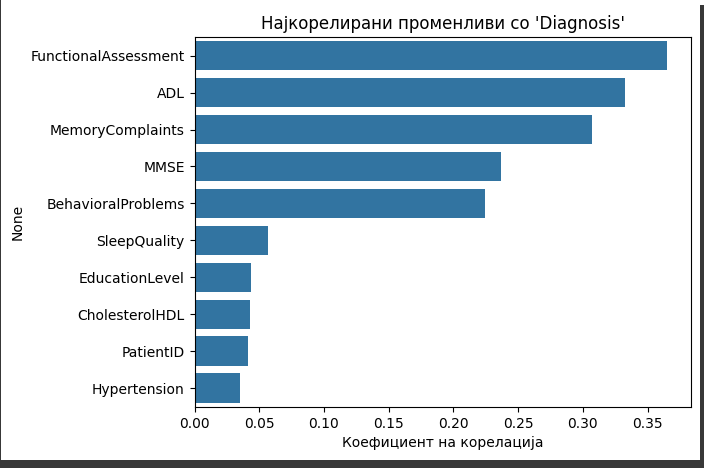 Најкорелирани променливи со 'Diagnosis'
FunctionalAssessment
ADL
MemoryComplaints
MMSE
BehavioralProblems
SleepQuality
EducationLevel
CholesterolHDL
PatientID
Hypertension
None
0.00 0.05 0.10 0.15 0.20 0.25 0.30 0.35
Коефициент на корелација